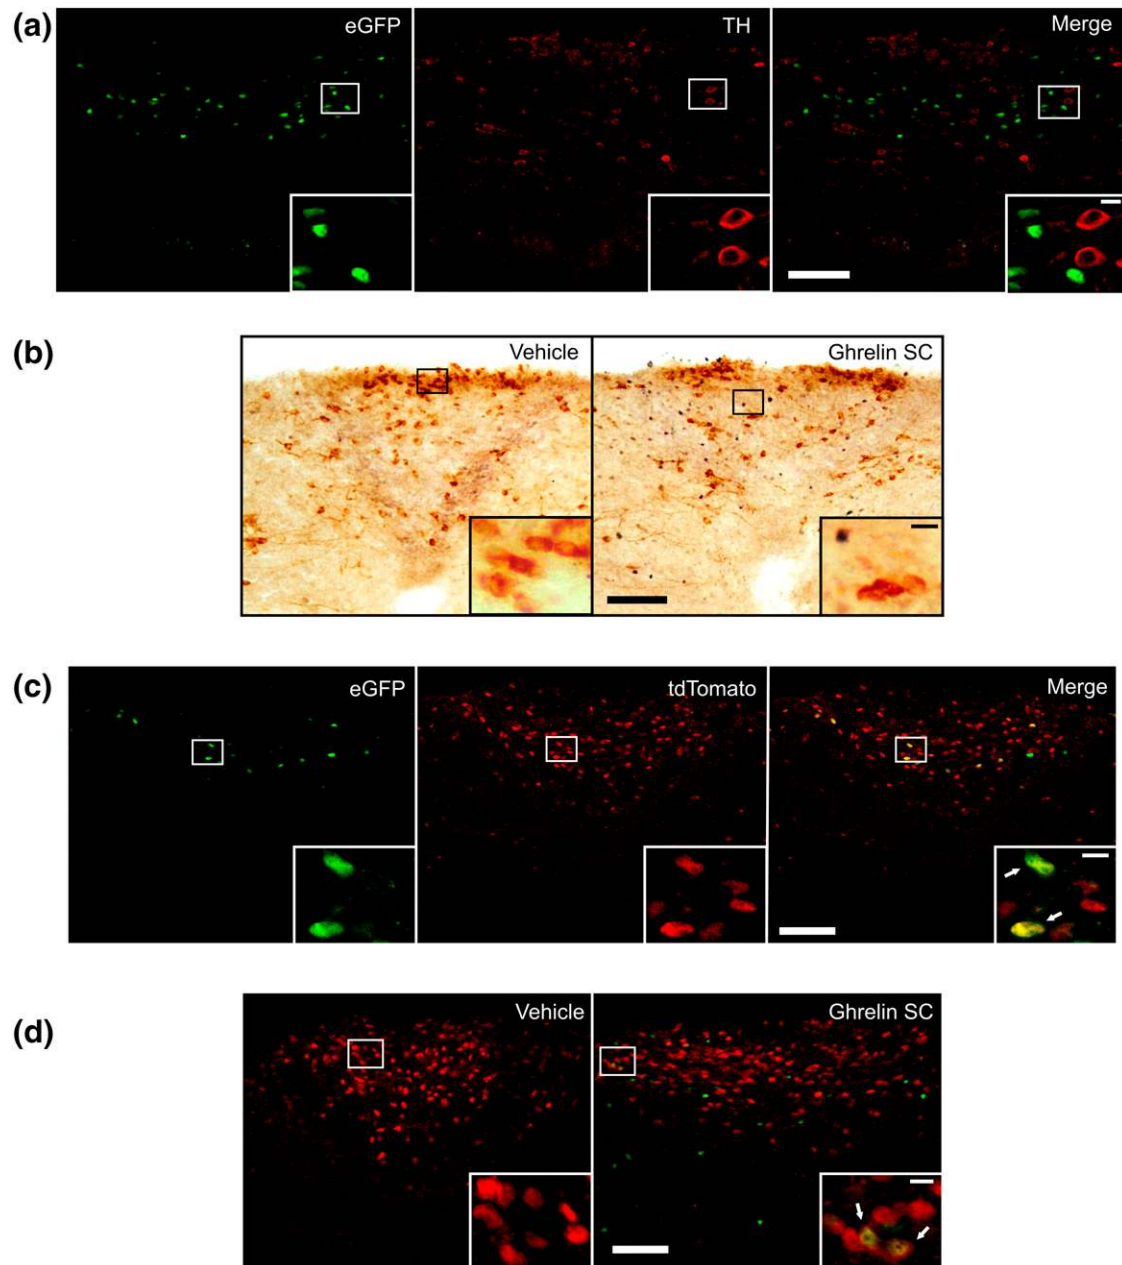 (a)
eGFP
TH
Merge
(b)
Vehicle
Ghrelin SC
(c)
eGFP
tdTomato
Merge
(d)
Vehicle
Ghrelin SC